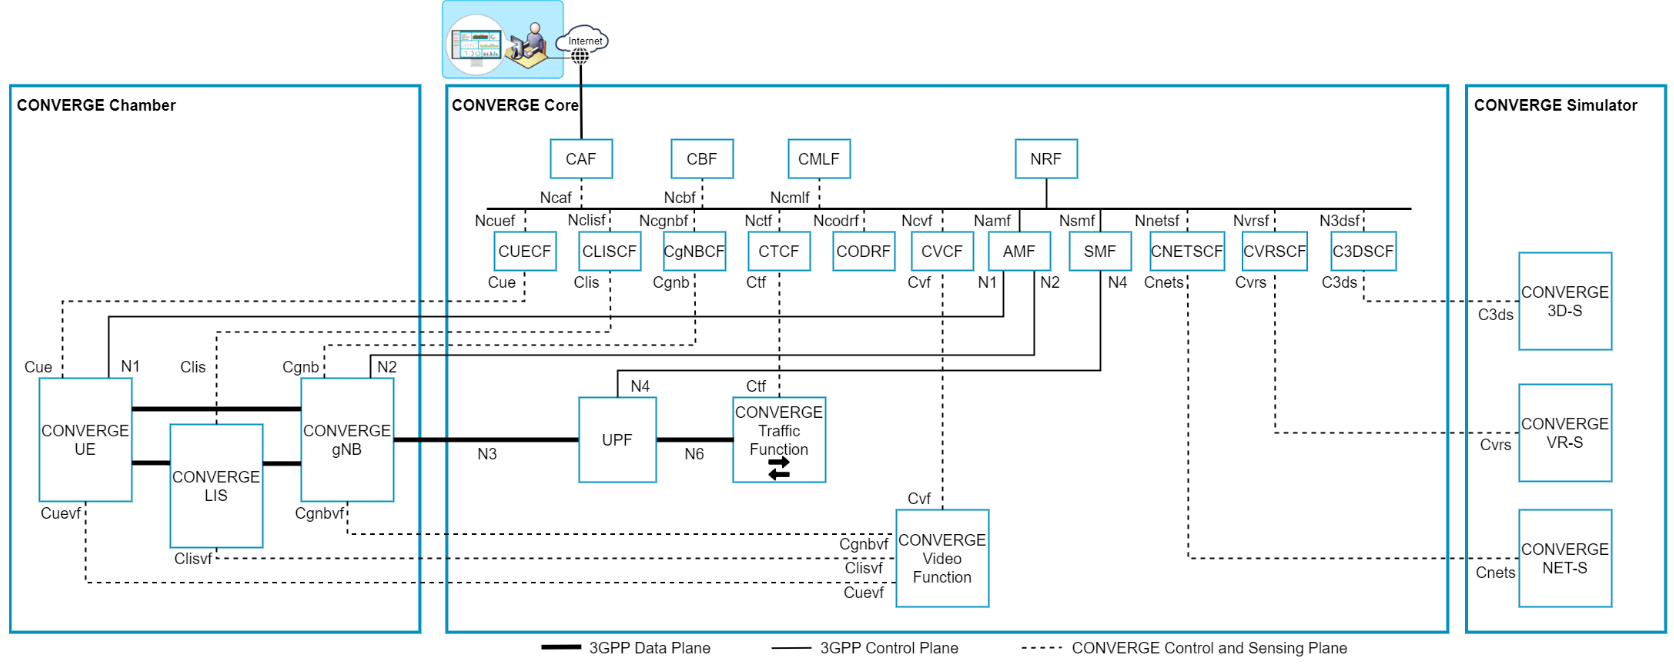 Internet
CONVERGE Chamber
CONVERGE Core
CONVERGE Simulator
CAF
CBF
CMLF
NRF
Ncaf
Ncbf
Ncmlf
Ncuef
Nclisf
Ncgnbf
Nctf
Ncodrf
Ncvf
Namf
Nsmf
Nnetsf
Nvrsf
N3dsf
CUECF
CLISCF
CgNBCF
CTCF
CODRF
CVCF
AMF
SMF
CNETSCF
CVRSCF
C3DSCF
Cue
Clis
Cgnb
Ctf
Cvf
N1
N2
N4
Cnets
Cvrs
C3ds
C3ds
CONVERGE
3D-S
Cue
N1
Clis
Cgnb
N2
N4
Ctf
CONVERGE
UE
CONVERGE
LIS
CONVERGE
gNB
N3
UPF
N6
CONVERGE
Traffic
Function
Cvrs
CONVERGE
VR-S
Cuevf
Clisvf
Cgnbvf
Cvf
Cgnbvf
Clisvf
Cuevf
CONVERGE
Video
Function
Cnets
CONVERGE
NET-S
3GPP Data Plane
3GPP Control Plane
CONVERGE Control and Sensing Plane